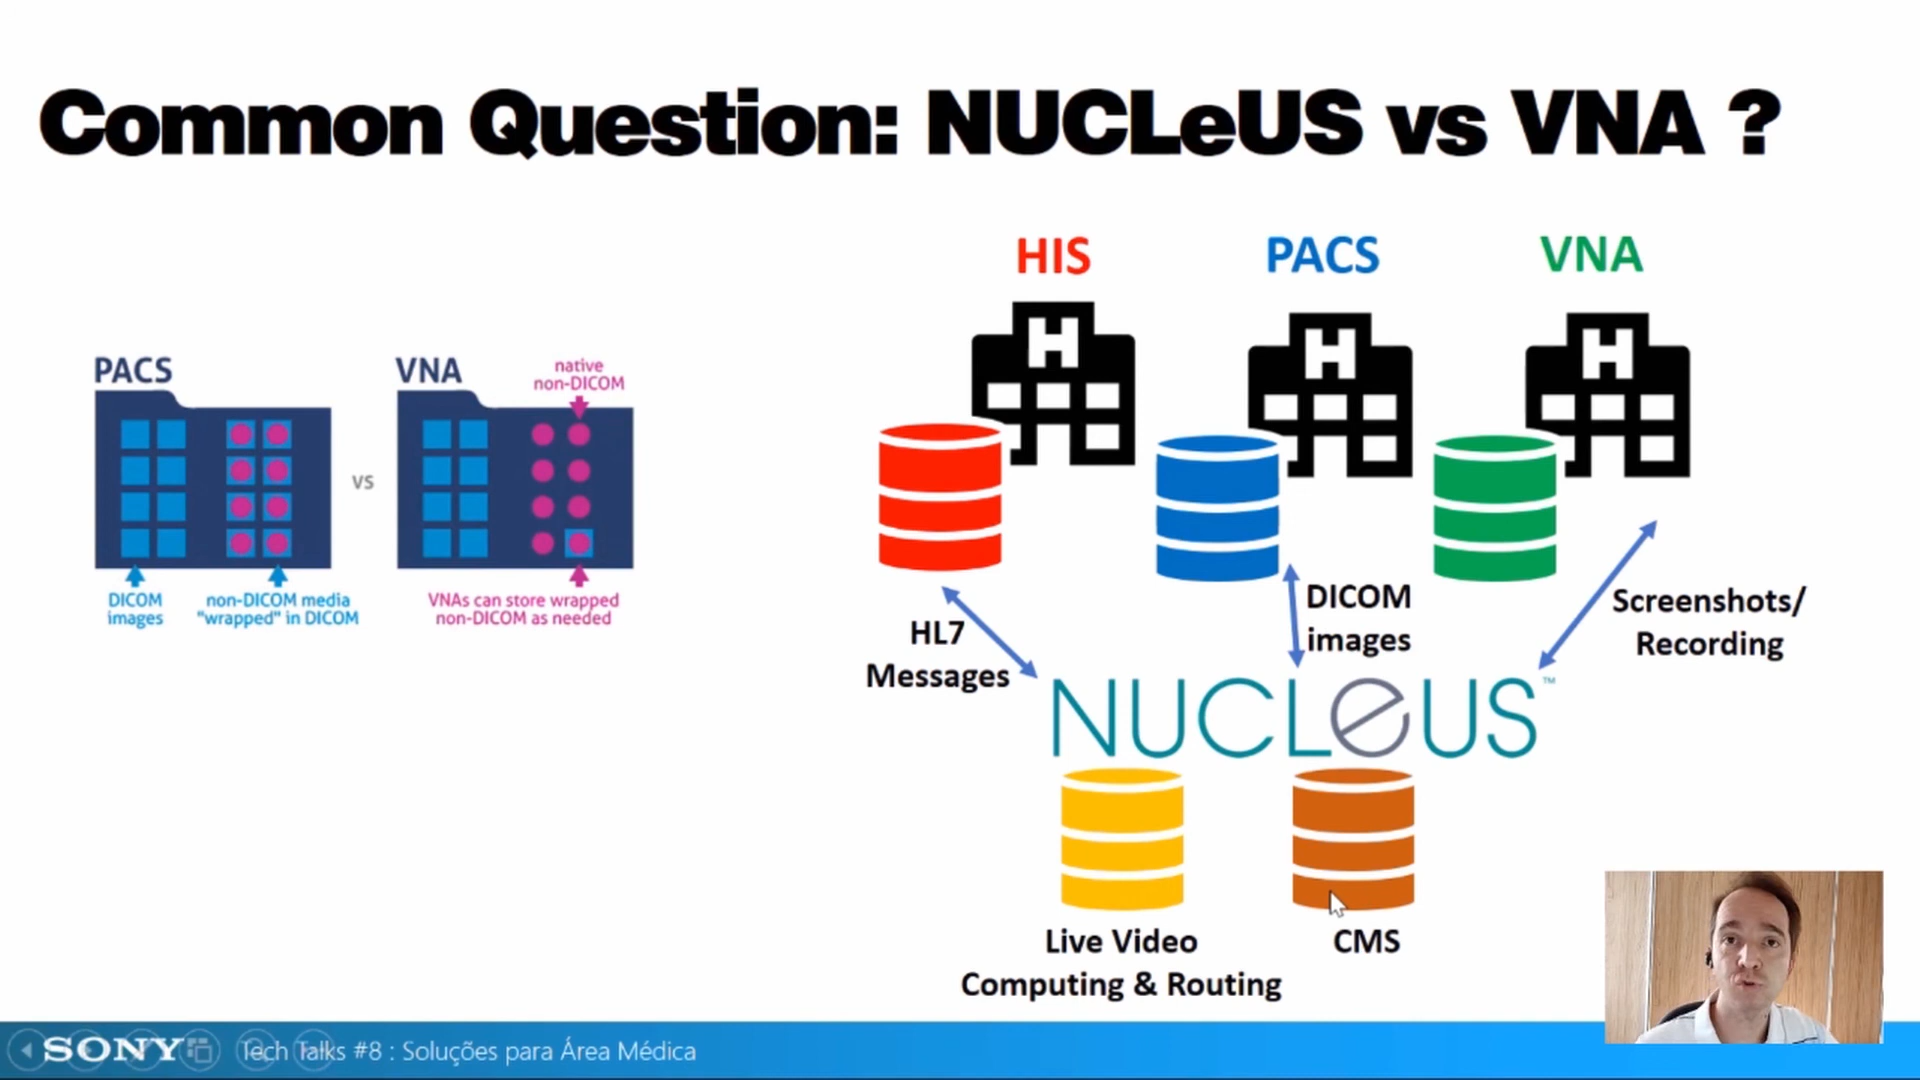 Common Question: NUCLeUS vs VNA ?
PACS
vs
VNA
native
non-DICOM
DICOM
images
non-DICOM media
"wrapped" in DICOM
VNAs can store wrapped
non-DICOM as needed
HIS
PACS
VNA
H
H
H
HL7
Messages
DICOM
images
Screenshots/
Recording
NUCLeUS™
Live Video
Computing & Routing
CMS
SONY
Tech Talks #8 : Soluções para Área Médica